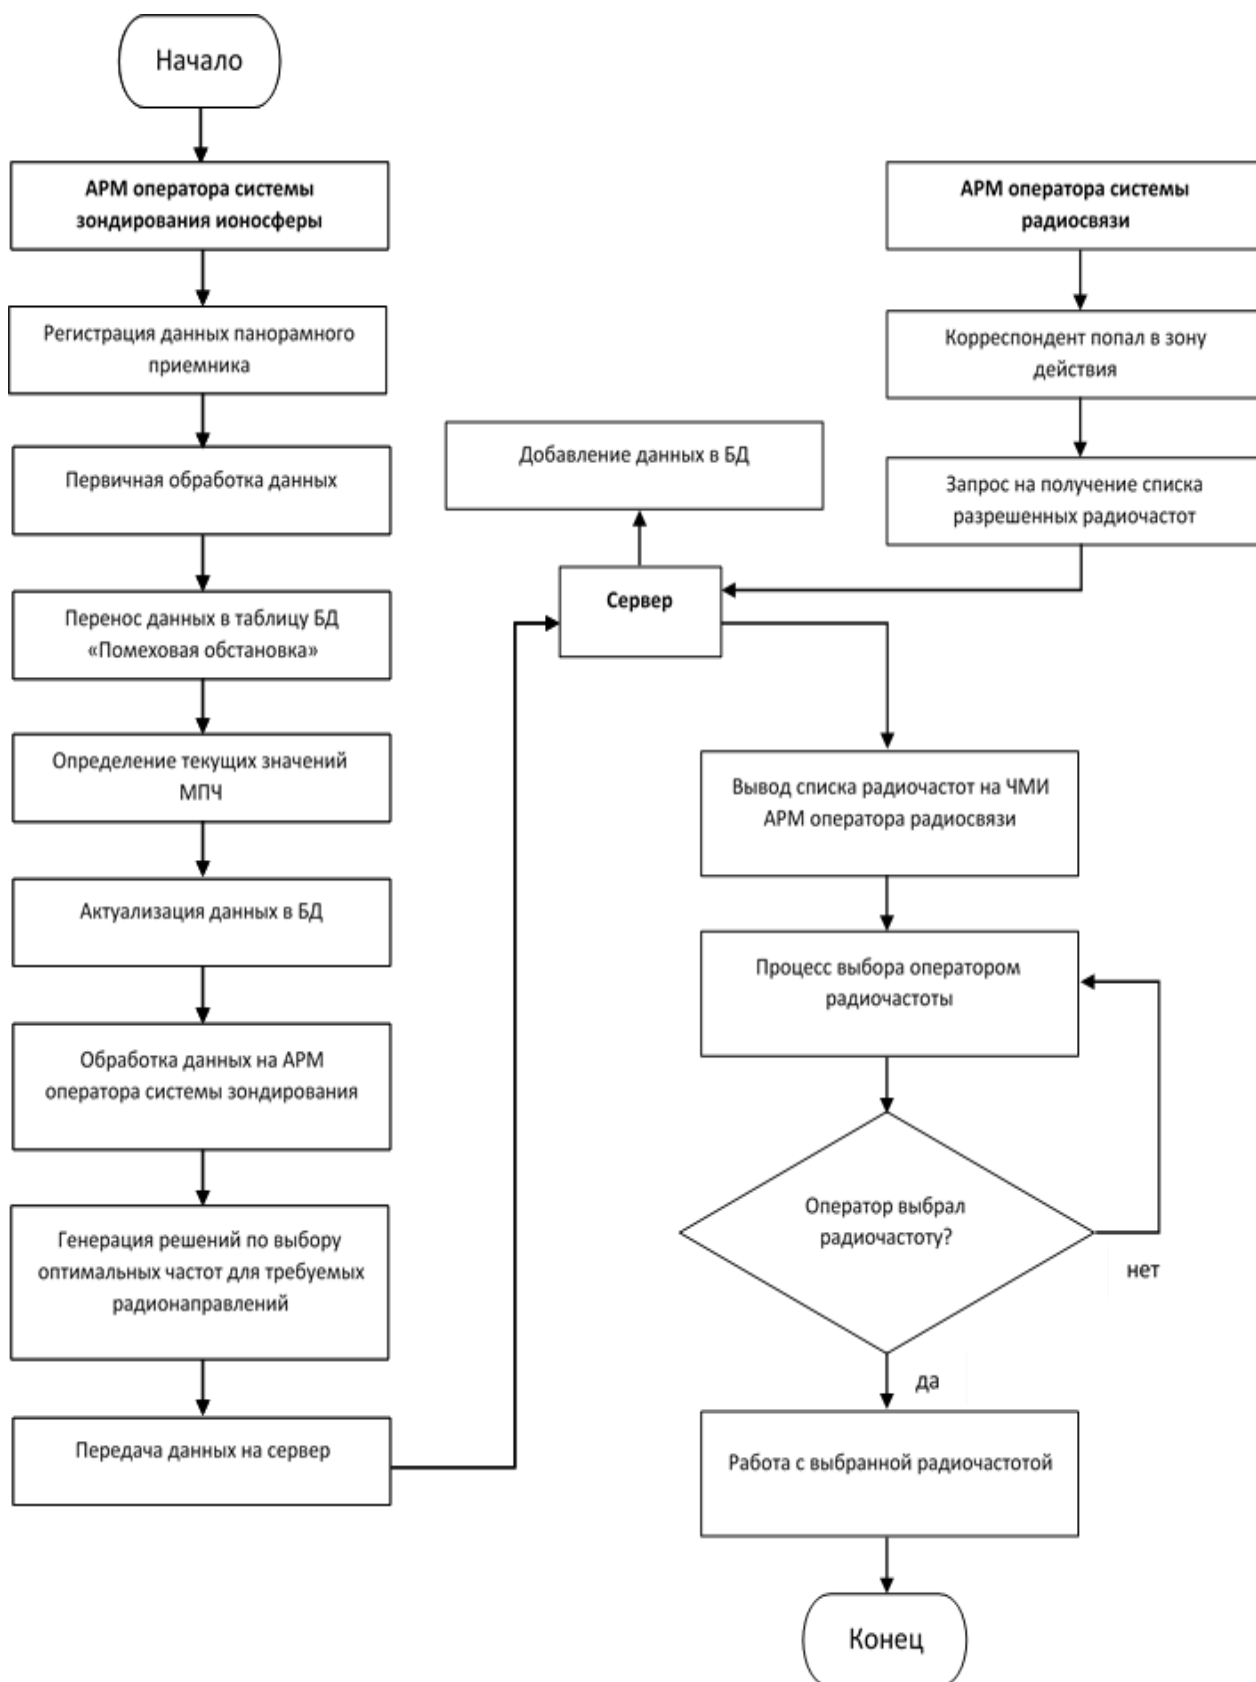 Начало
АРМ оператора системы
зондирования ионосферы
Регистрация данных панорамного
приемника
Первичная обработка данных
Перенос данных в таблицу БД
«Помеховая обстановка»
Определение текущих значений
МПЧ
Актуализация данных в БД
Обработка данных на АРМ
оператора системы зондирования
Генерация решений по выбору
оптимальных частот для требуемых
радионаправлений
Передача данных на сервер
Добавление данных в БД
Сервер
АРМ оператора системы
радиосвязи
Корреспондент попал в зону
действия
Запрос на получение списка
разрешенных радиочастот
Вывод списка радиочастот на ЧМИ
АРМ оператора радиосвязи
Процесс выбора оператором
радиочастоты
Оператор выбрал
радиочастоту?
нет
да
Работа с выбранной радиочастотой
Конец